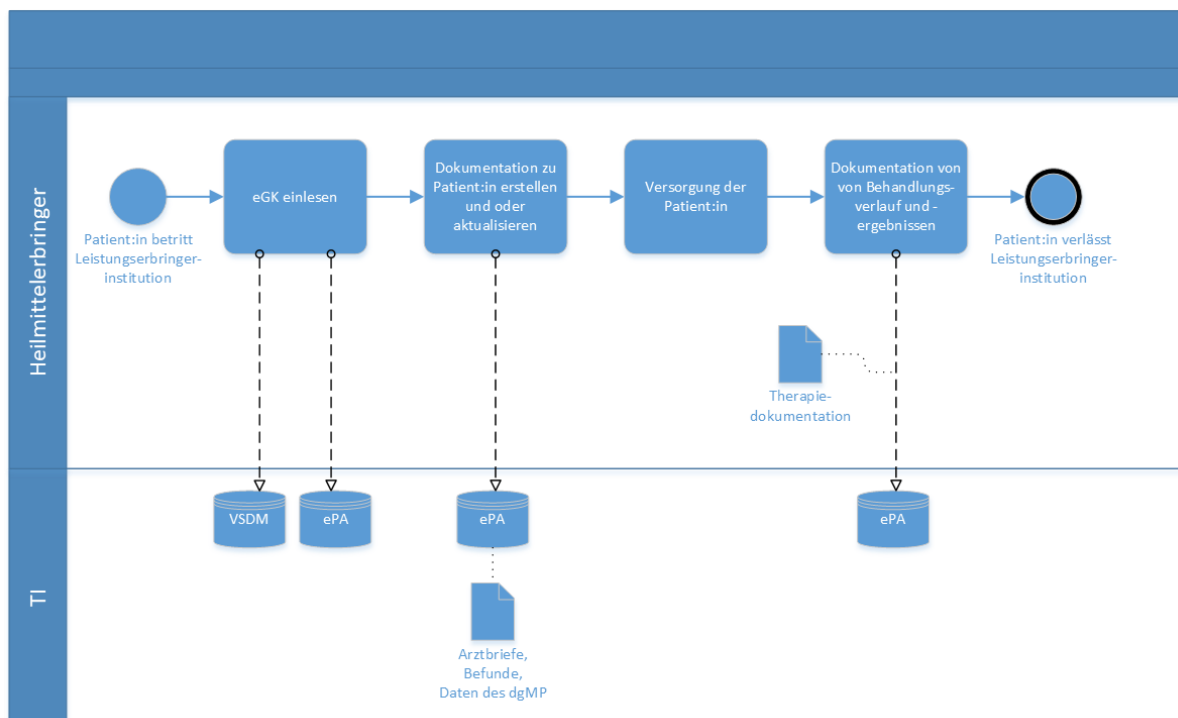 Heilmittelerbringer
eGK einlesen
Dokumentation zu
Patient:in erstellen
und oder
aktualisieren
Versorgung der
Patient:in
Dokumentation von
von Behandlungs-
verlauf und -
ergebnissen
Patient:in betritt
Leistungserbringer-
institution
Patient:in verlässt
Leistungserbringer-
institution
Therapie-
dokumentation
TI
VSDM
ePA
ePA
ePA
Arztbriefe,
Befunde,
Daten des dgMP